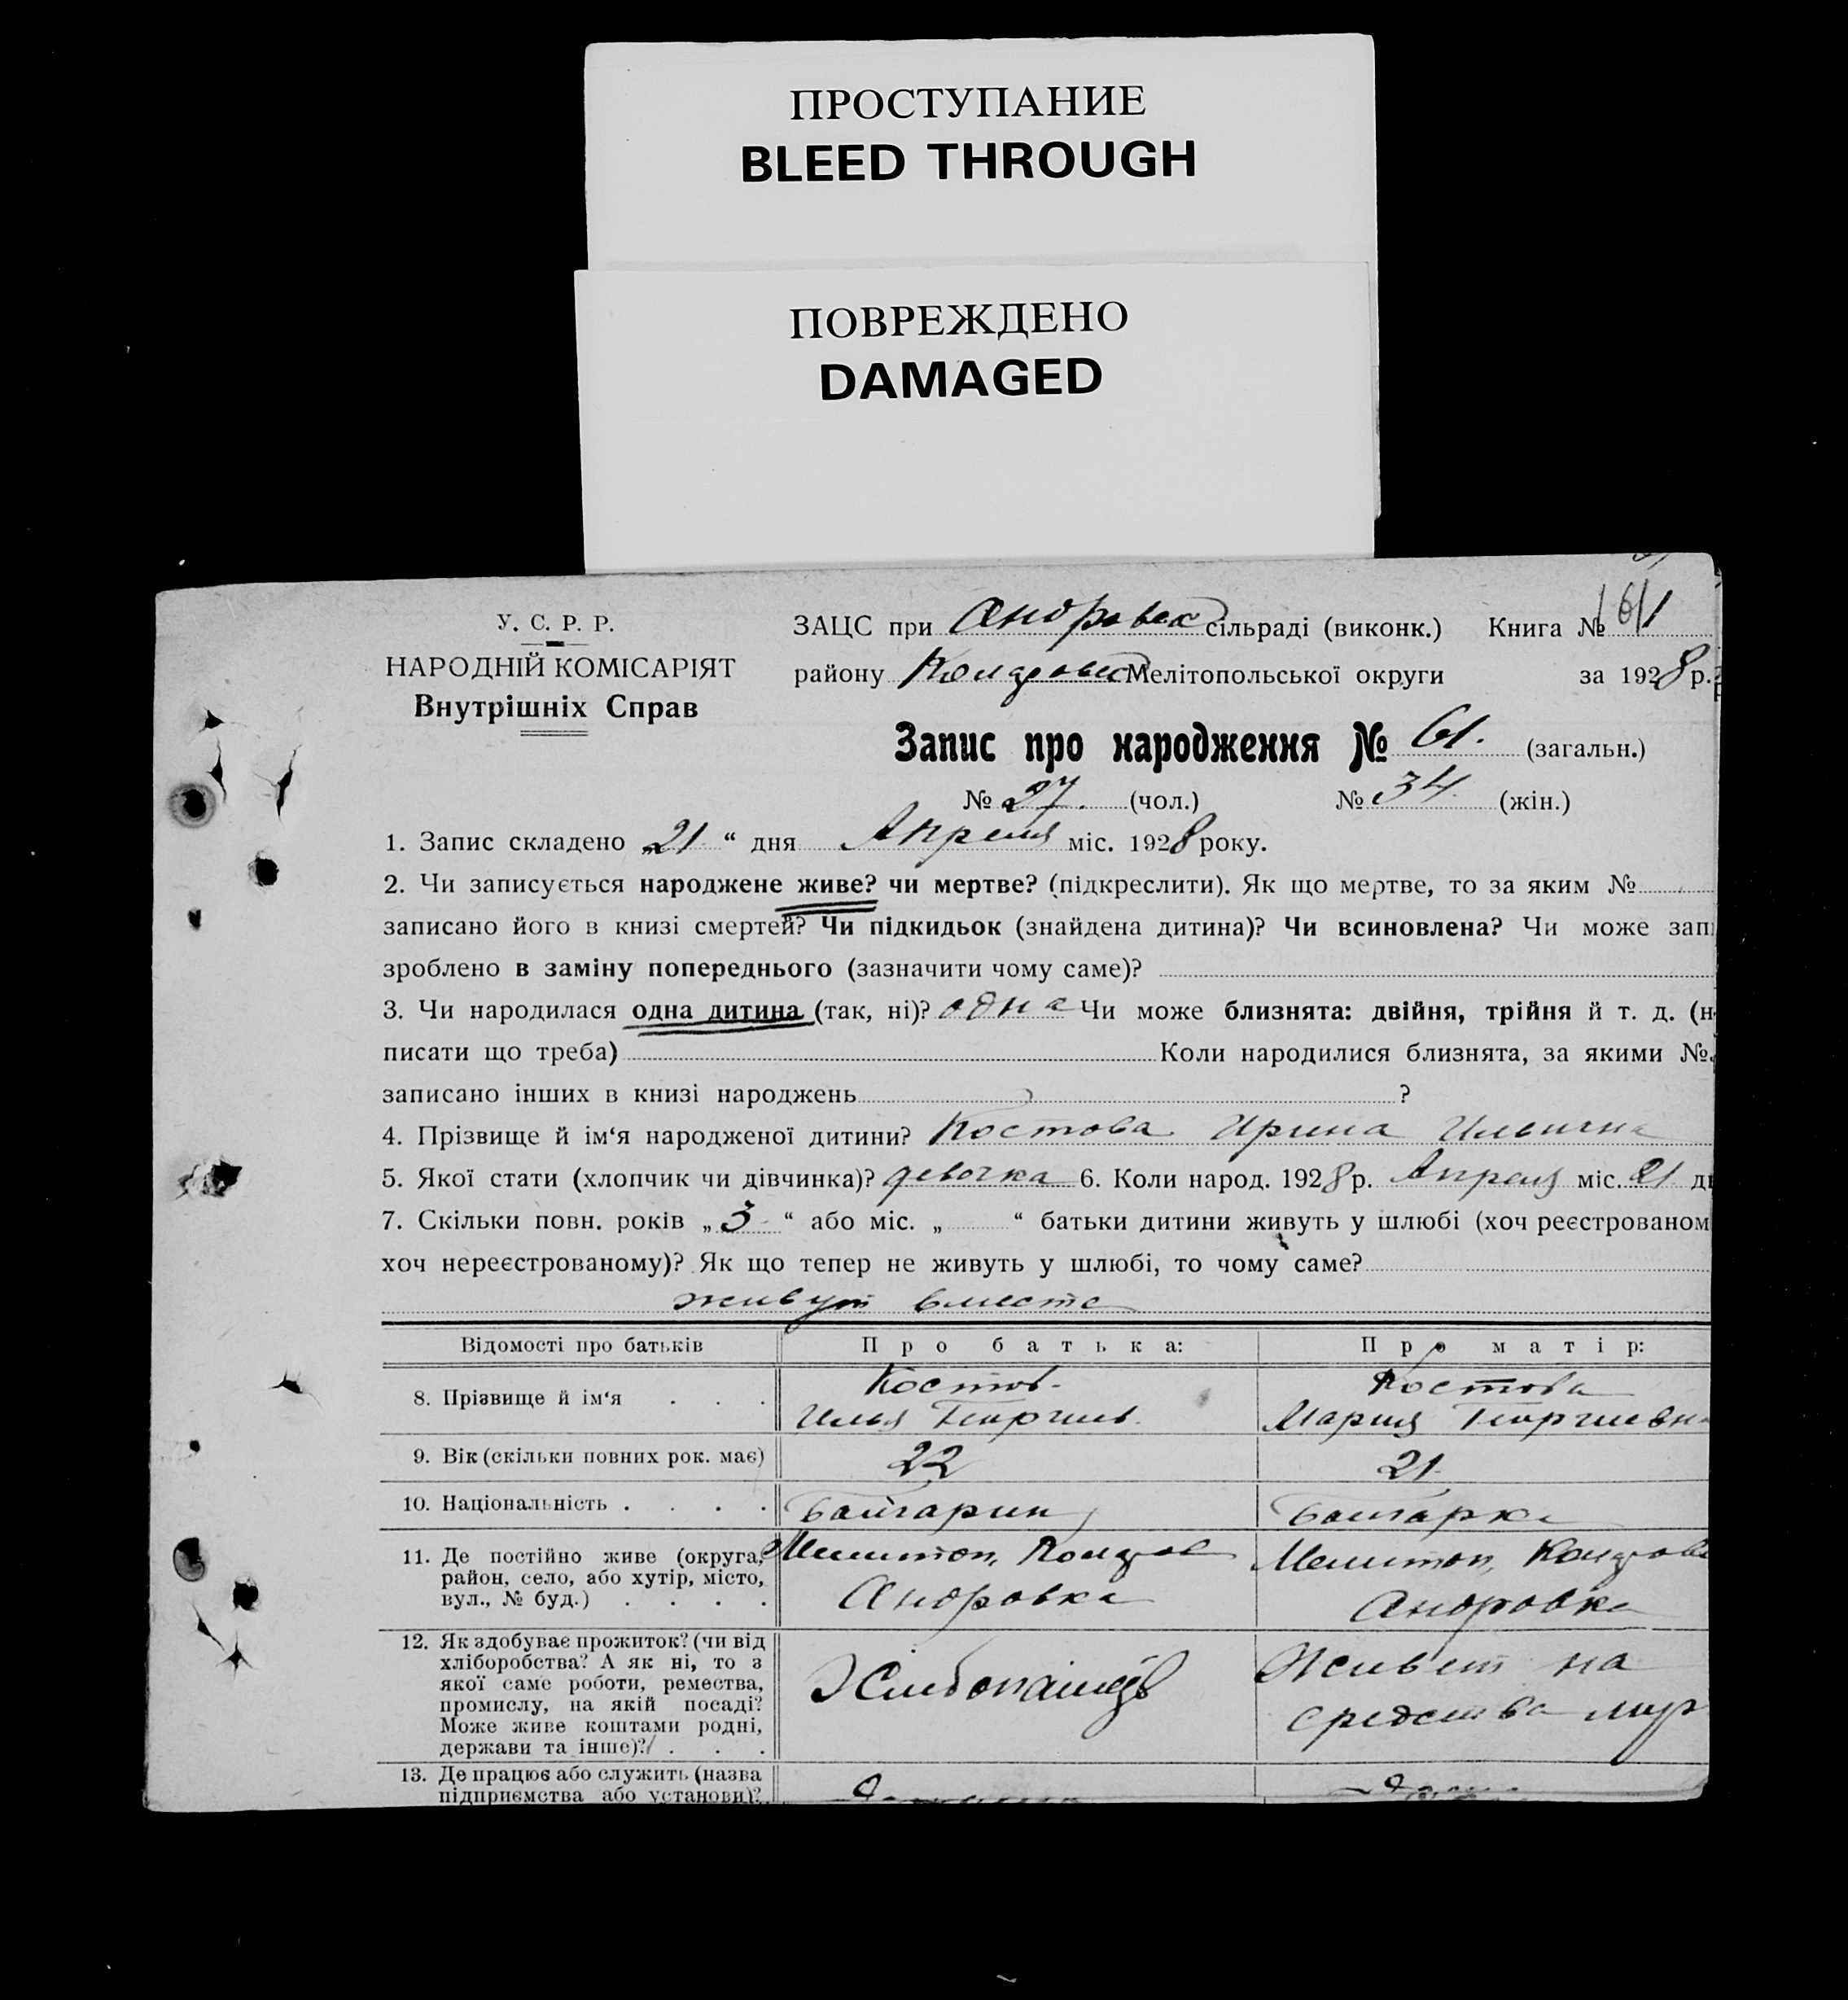 ПРОСТУПАНИЕ
BLEED THROUGH
ПОВРЕЖДЕНО
DAMAGED
У. С. Р. Р.
НАРОДНІЙ КОМІСАРІЯТ
Внутрішніх Справ
ЗАЦС при Андровск сільраді (виконк.) Книга №
району Коларовск Мелітопольської округи за 1928 р.
Запис про народження № 61. (загальн.)
№ 27. (чол.) № 34 (жін.)
1. Запис складено „21“ дня Апреля міс. 1928 року.
2. Чи записується народжене живе? чи мертве? (підкреслити). Як що мертве, то за яким №
записано його в книзі смертей? Чи підкидьок (знайдена дитина)? Чи всиновлена? Чи може зап
зроблено в заміну попереднього (зазначити чому саме)?
3. Чи народилася одна дитина (так, ні)? одна Чи може близнята: двійня, трійня й т. д. (н
писати що треба) Коли народилися близнята, за якими №
записано інших в книзі народжень ?
4. Прізвище й ім‘я народженої дитини? Костова Ирина Ильинична
5. Якої стати (хлопчик чи дівчинка)? девочка 6. Коли народ. 1928 р. Апреля міс. 21 д
7. Скільки повн. років „3“ або міс. „ “ батьки дитини живуть у шлюбі (хоч реєстрованом
хоч нереєстрованому)? Як що тепер не живуть у шлюбі, то чому саме?
живут вместе
Відомості про батьків Про батька: Про матір:
8. Прізвище й ім‘я . . . Костов Костова
Илья Георгиев. Мария Георгиевн
9. Вік (скільки повних рок. має) 22 21
10. Національність . . . . Болгарин Болгарка
11. Де постійно живе (округа, район, село, або хутір, місто, вул., № буд.) . . . . Мелитоп, Коларов Мелитоп, Коларовс
Андровка Андровка
12. Як здобуває прожиток? (чи від
хліборобства? А як ні, то з
якої саме роботи, ремества,
промислу, на якій посаді?
Може живе коштами родні,
держави та інше)? . . .
Хлибопашец Живет на
средства муж
13. Де працює або служить (назва
підприємства або установи)?